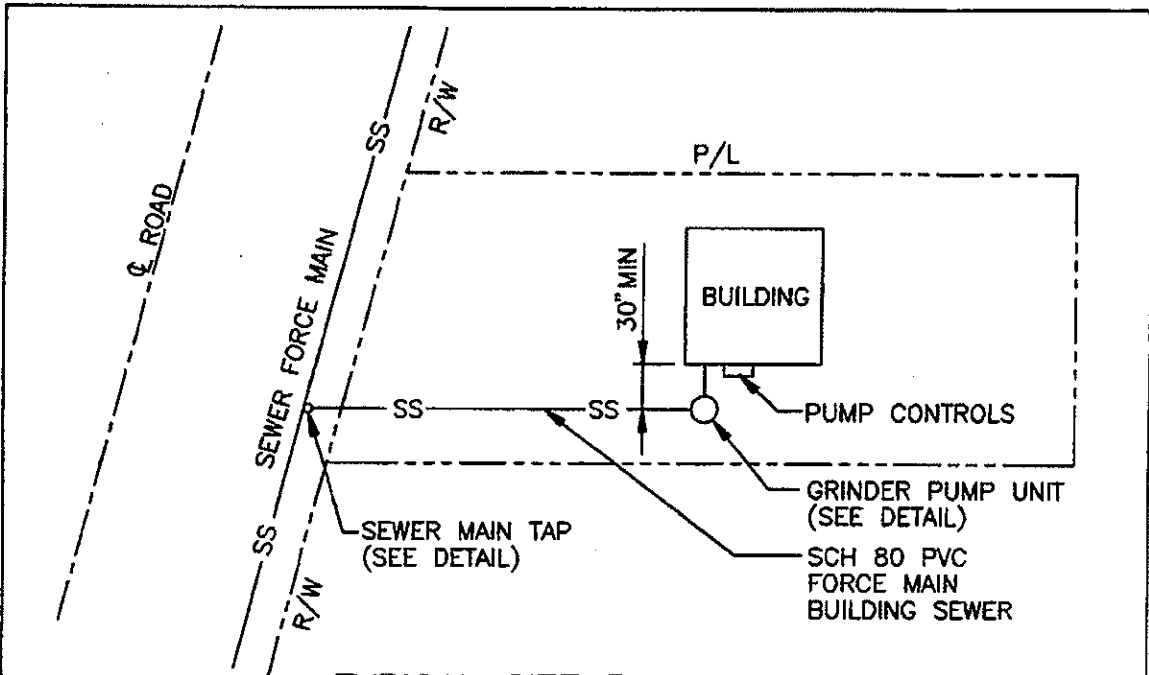 R/W
SS
P/L
℄ ROAD
30" MIN
BUILDING
SEWER FORCE MAIN
SS
SS
PUMP CONTROLS
GRINDER PUMP UNIT
(SEE DETAIL)
SEWER MAIN TAP
(SEE DETAIL)
SS
SCH 80 PVC
FORCE MAIN
BUILDING SEWER
R/W